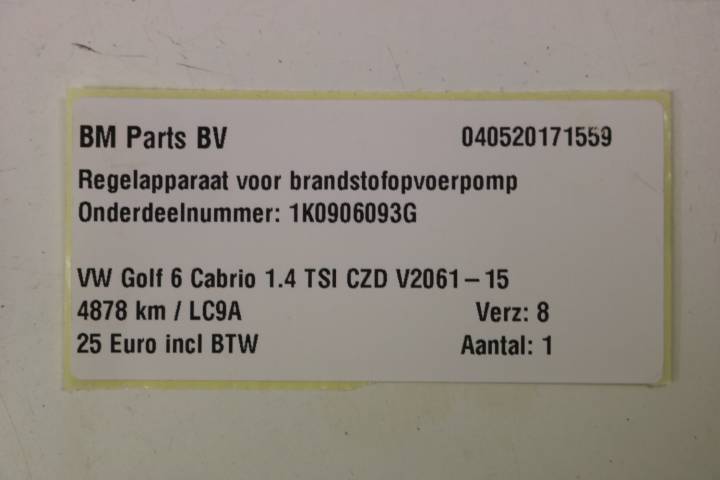 BM Parts BV 040520171559
Regelapparaat voor brandstofopvoerpomp
Onderdeelnummer: 1K0906093G
VW Golf 6 Cabrio 1.4 TSI CZD V2061-15
4878 km / LC9A Verz: 8
25 Euro incl BTW Aantal: 1